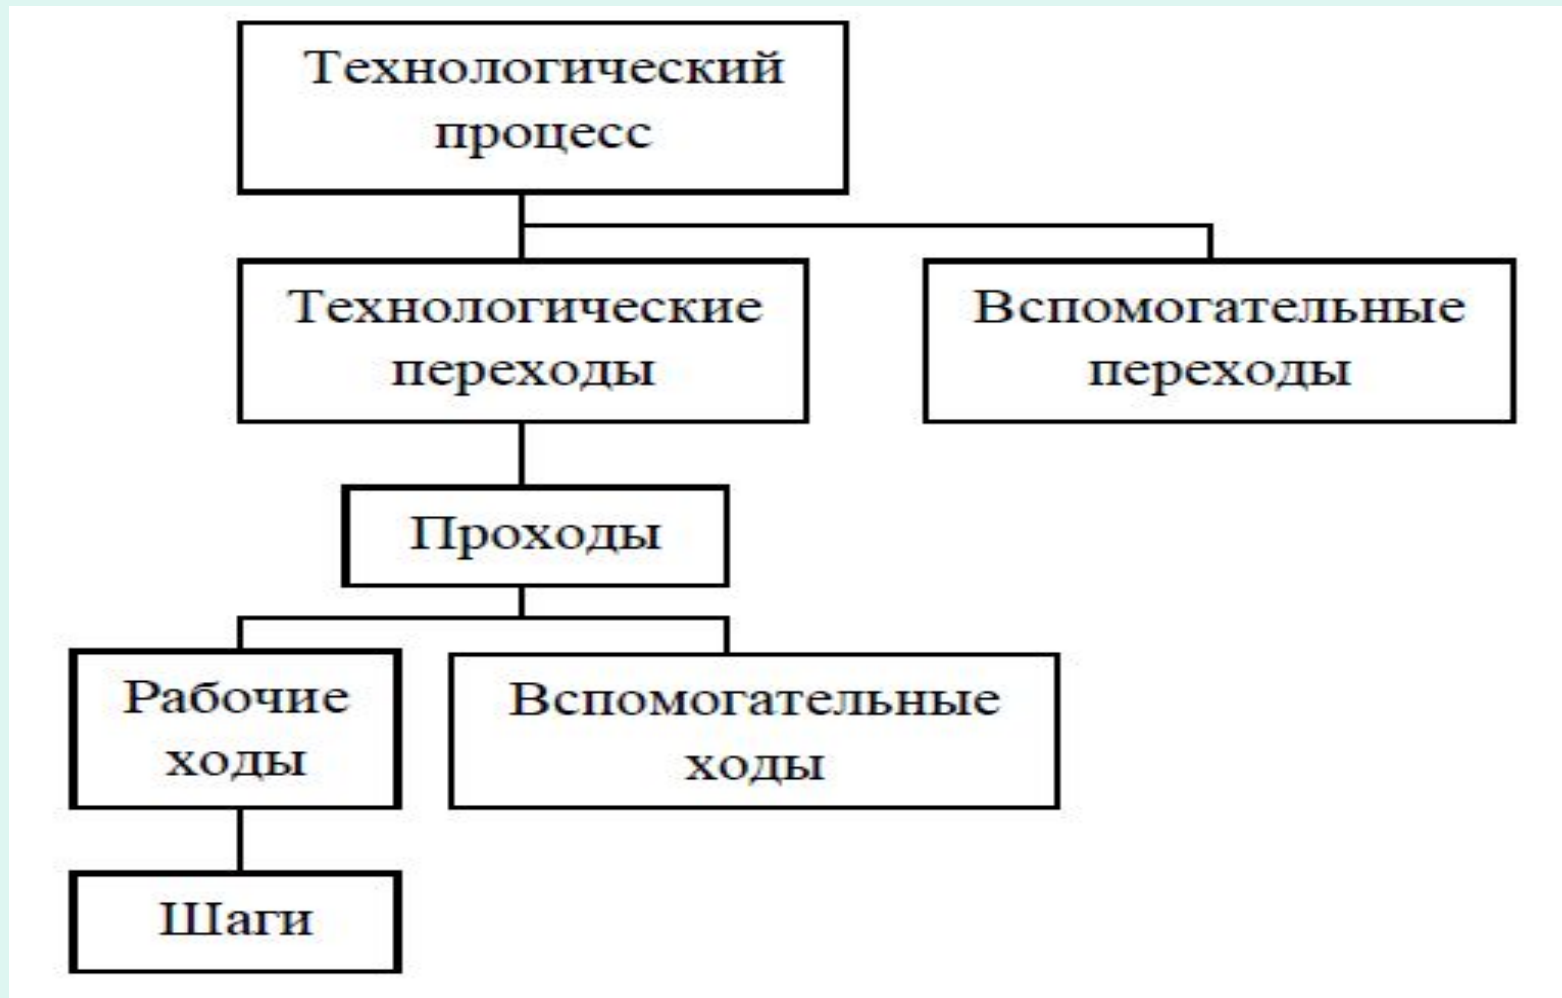 Технологический
процесс
Технологические
переходы
Вспомогательные
переходы
Проходы
Рабочие
ходы
Вспомогательные
ходы
Шаги